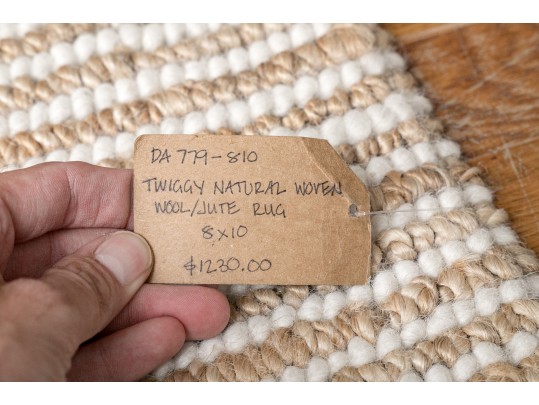 DA 779-810
TWIGGY NATURAL WOVEN
WOOL/JUTE RUG
8x10
$1230.00